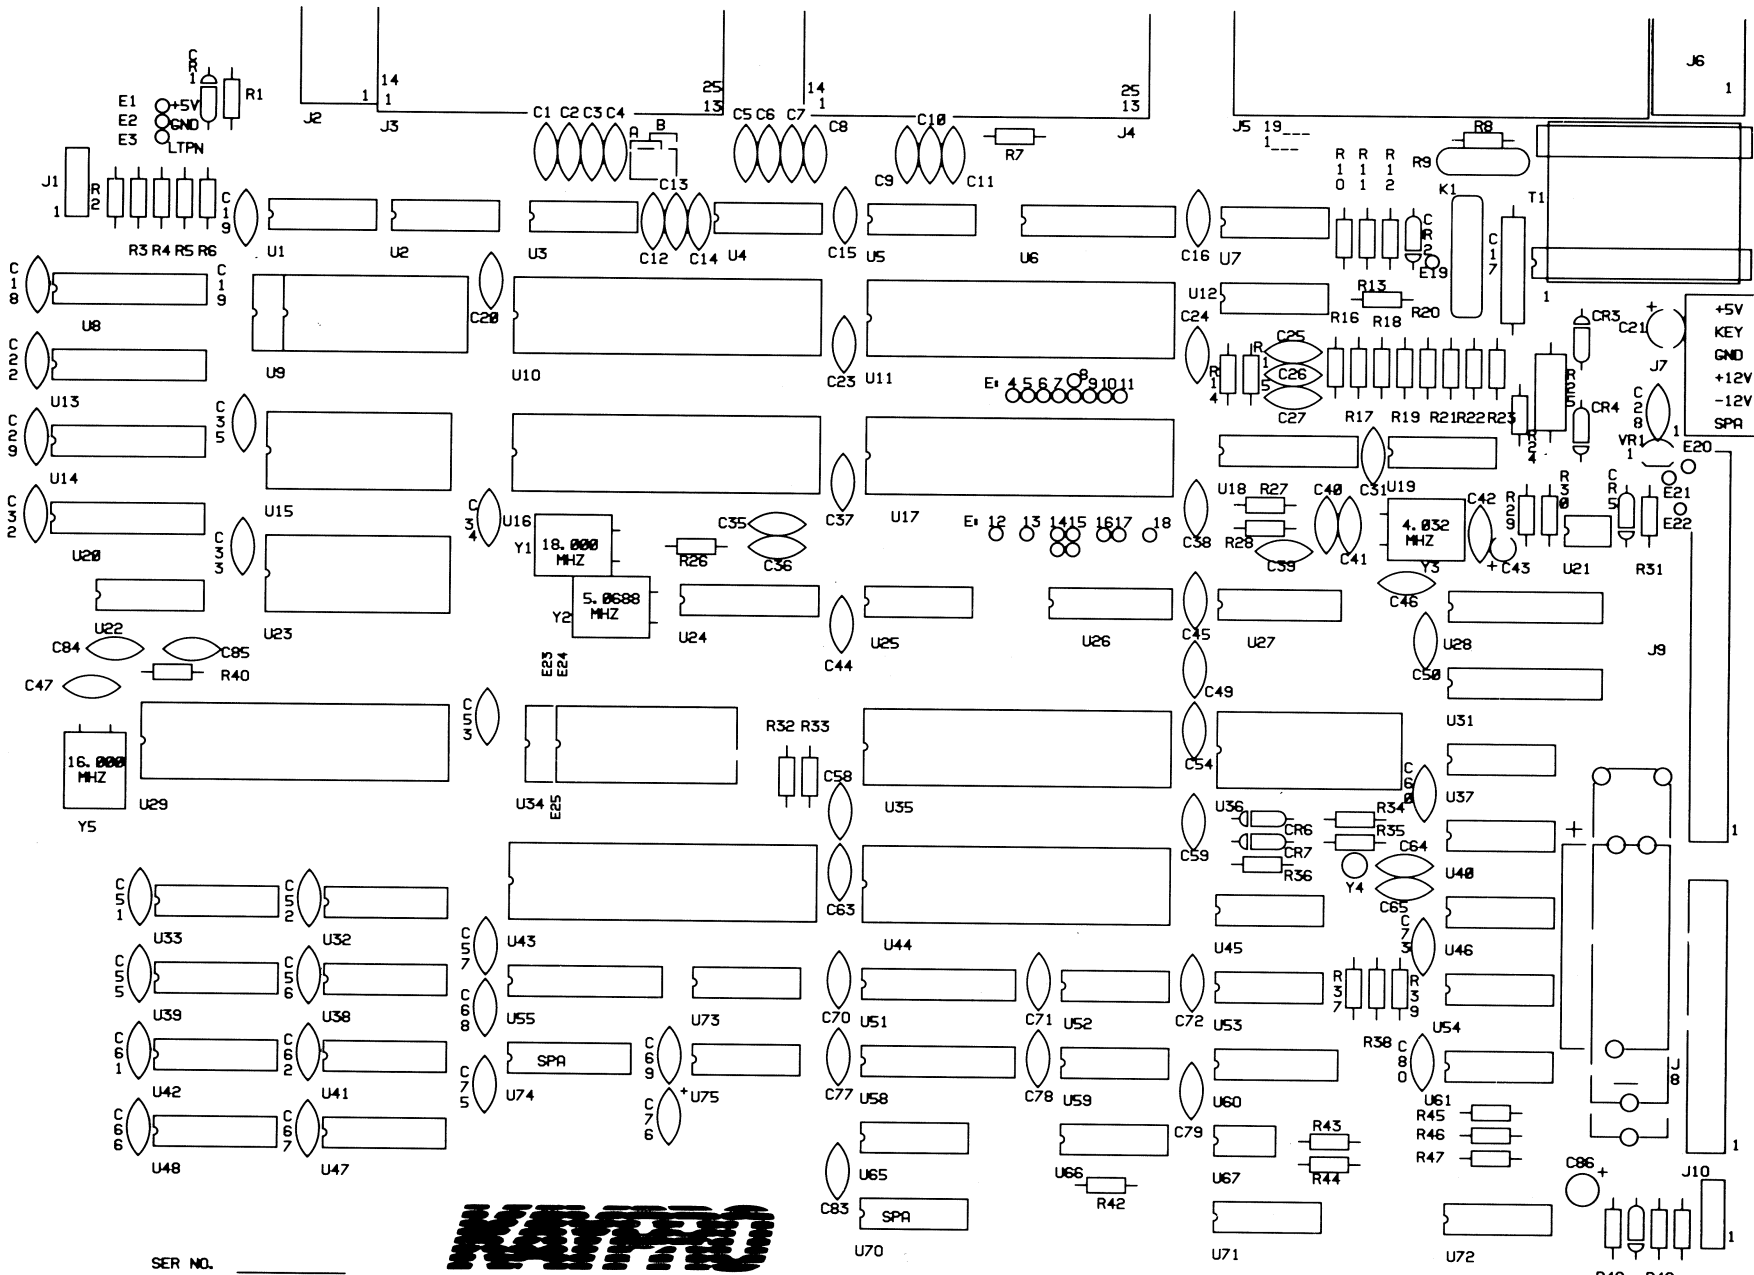 CR1
R1
E1
+5V
E2
GND
E3
LTPN
J1
1
R2
R3 R4 R5 R6
C19
J2
1
14
1
J3
25
13
C1 C2 C3 C4
A
B
C5 C6 C7 C8
14
1
25
13
J4
C9
C10
C11
R7
J5
19
1
J6
1
R8
R9
R10
R11
R12
K1
T1
1
C13
C12
C14
U1
U2
U3
U4
C15
U5
U6
C16
U7
CR2
E19
C17
C18
U8
C19
U9
C20
U10
C23
U11
C24
U12
R13
R18
R20
R16
C21
+
CR3
J7
+5V
KEY
GND
+12V
-12V
SPA
1
C22
U13
E: 4 5 6 7 8 9 10 11
R14
R15
C25
C26
C27
R17 R19 R21 R22 R23
R24
R25
CR4
C28
VR1
1
E20
E21
E22
C29
U14
C35
U15
U16
C37
U17
U18
C31
U19
C32
U20
C33
C34
Y1
18.000
MHZ
R26
C35
C36
E: 12 13 14 15 16 17 18
C38
R27
R28
C39
C40
C41
4.032
MHZ
Y3
C42
+
C43
R29
R30
U21
CR5
R31
U22
U23
Y2
5.0688
MHZ
U24
C44
U25
U26
C45
U27
C46
U28
C84
C85
C47
R40
E23
E24
C49
C50
J9
1
U31
16.000
MHZ
Y5
U29
C53
U34
E25
R32 R33
C58
U35
C54
U36
C60
U37
C59
CR6
CR7
R36
R34
R35
Y4
C64
C65
U40
+
C51
U33
C52
U32
C57
U43
C63
U44
U45
C73
U46
C55
U39
C56
U38
C68
U55
U73
C70
U51
C71
U52
C72
U53
R37
R38
R39
U54
C61
U42
C62
U41
C75
U74
SPA
C69
U75
+
C76
C77
U58
C78
U59
C79
U60
C80
U61
J8
1
C66
U48
C67
U47
U65
U66
R42
U67
R43
R44
R45
R46
R47
C86
+
J10
1
C83
SPA
U70
U71
U72
KAYPRO
SER NO.